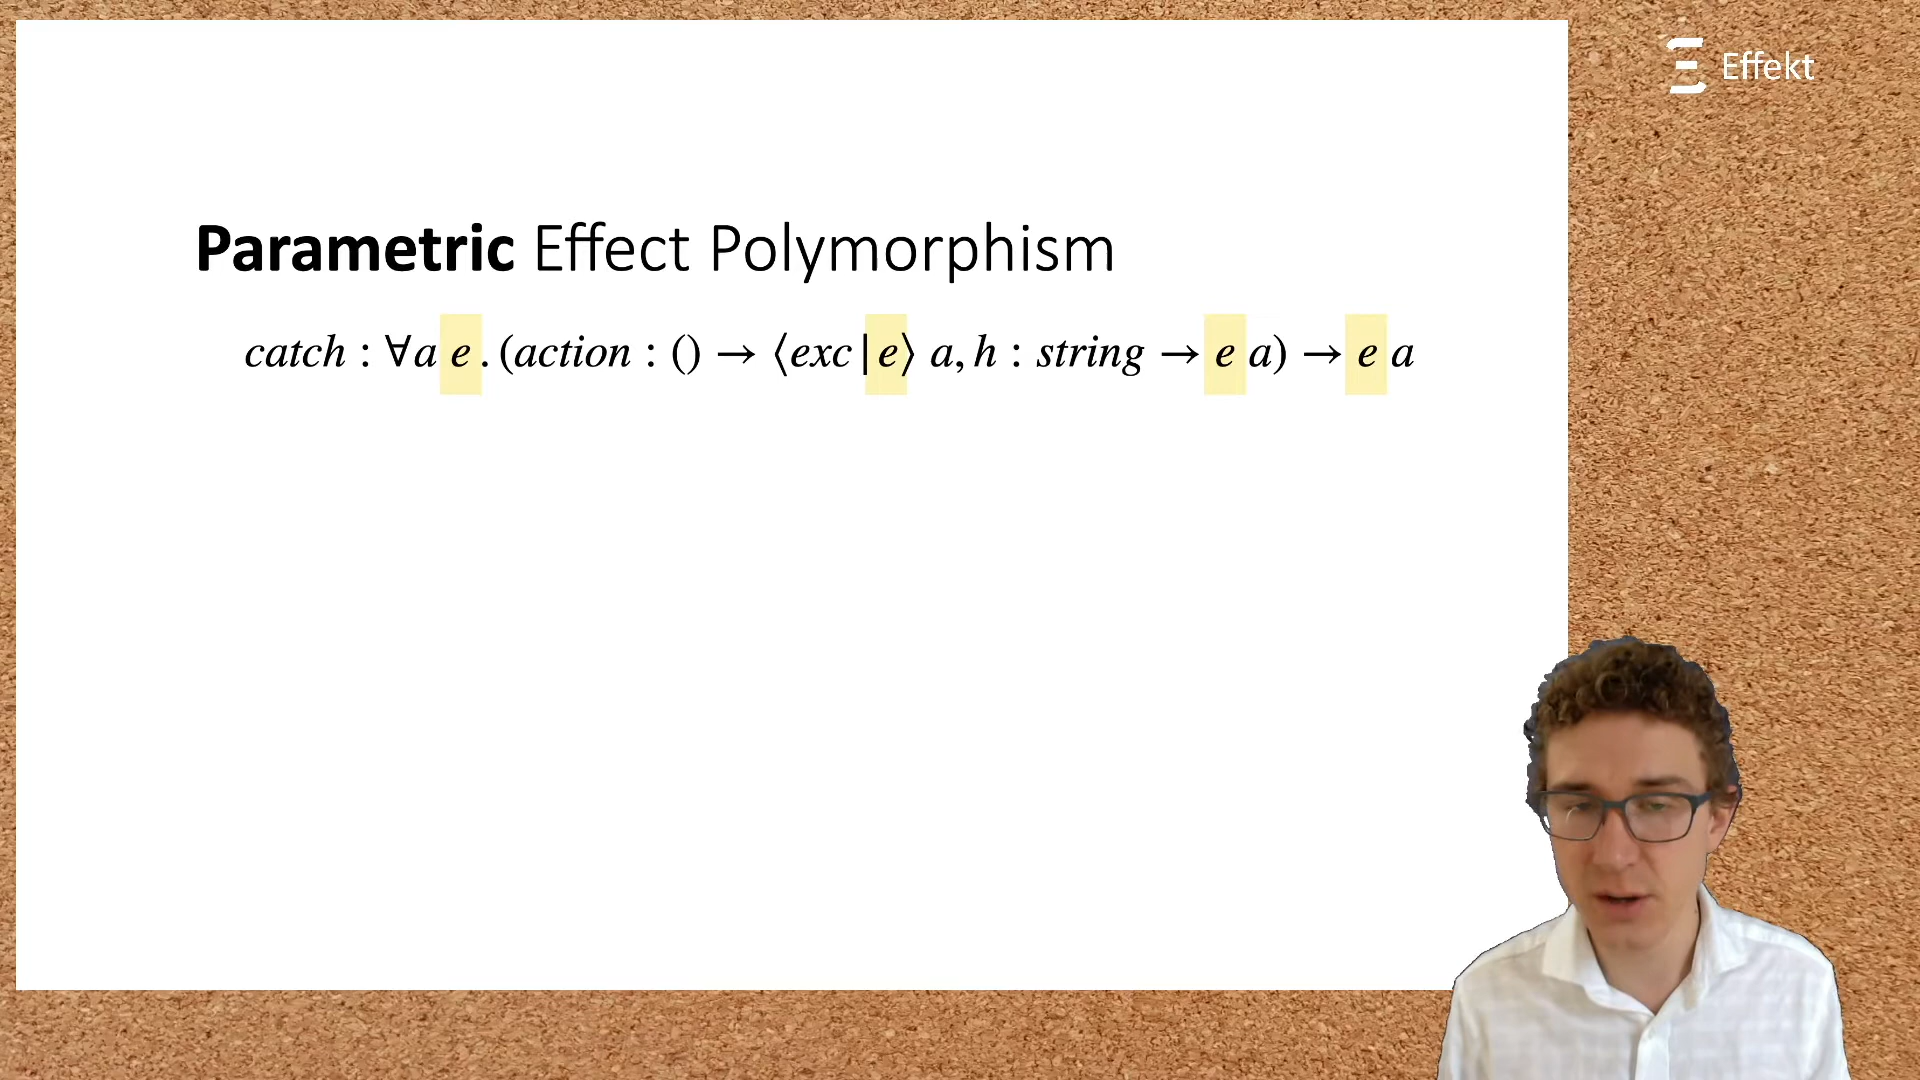 Effekt
Parametric Effect Polymorphism
catch : ∀a e . (action : () → ⟨exc | e⟩ a, h : string → e a) → e a